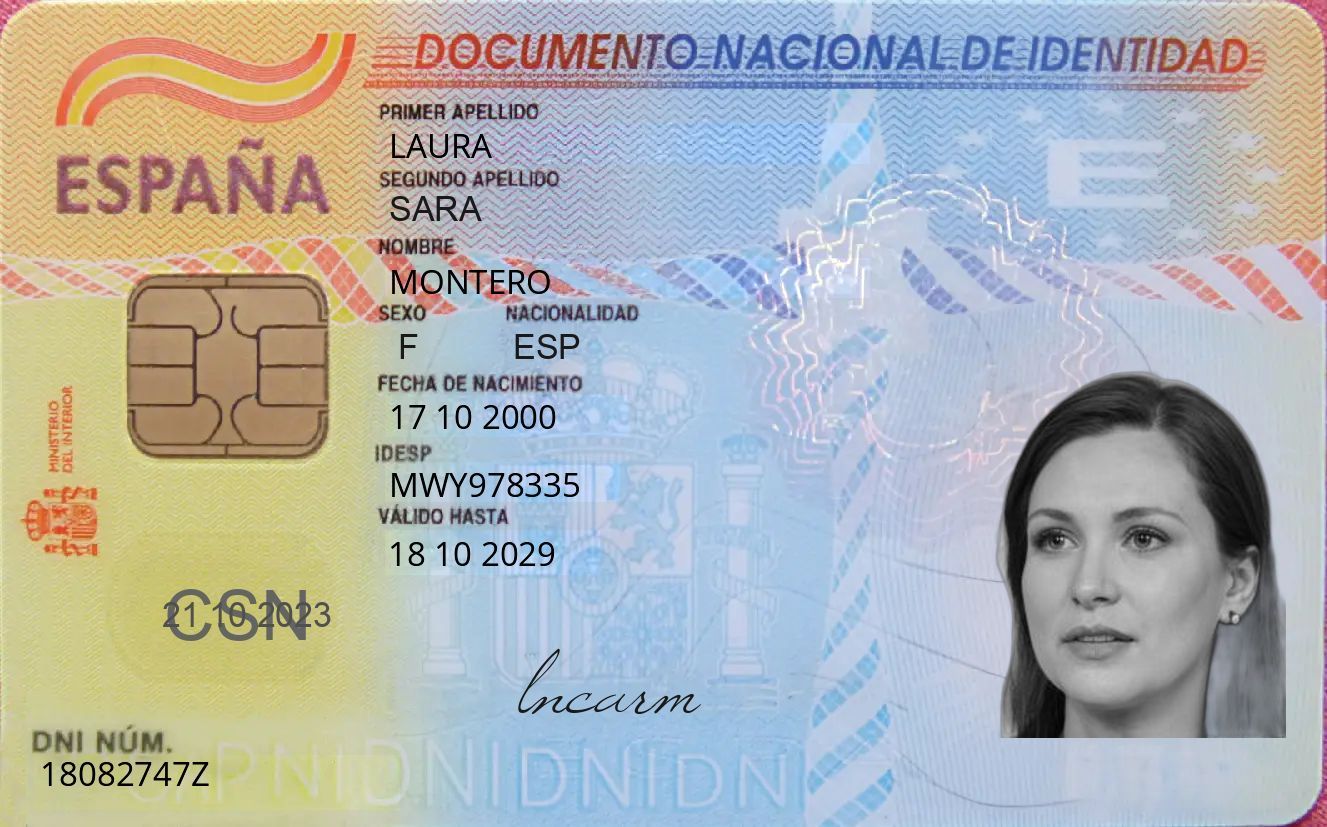 DOCUMENTO NACIONAL DE IDENTIDAD
ESPAÑA
PRIMER APELLIDO
LAURA
SEGUNDO APELLIDO
SARA
NOMBRE
MONTERO
SEXO NACIONALIDAD
F ESP
FECHA DE NACIMIENTO
17 10 2000
IDESP
MWY978335
VÁLIDO HASTA
18 10 2029
MINISTERIO
DEL INTERIOR
E
CSN
21 10 2023
lncarm
DNI NÚM.
18082747Z